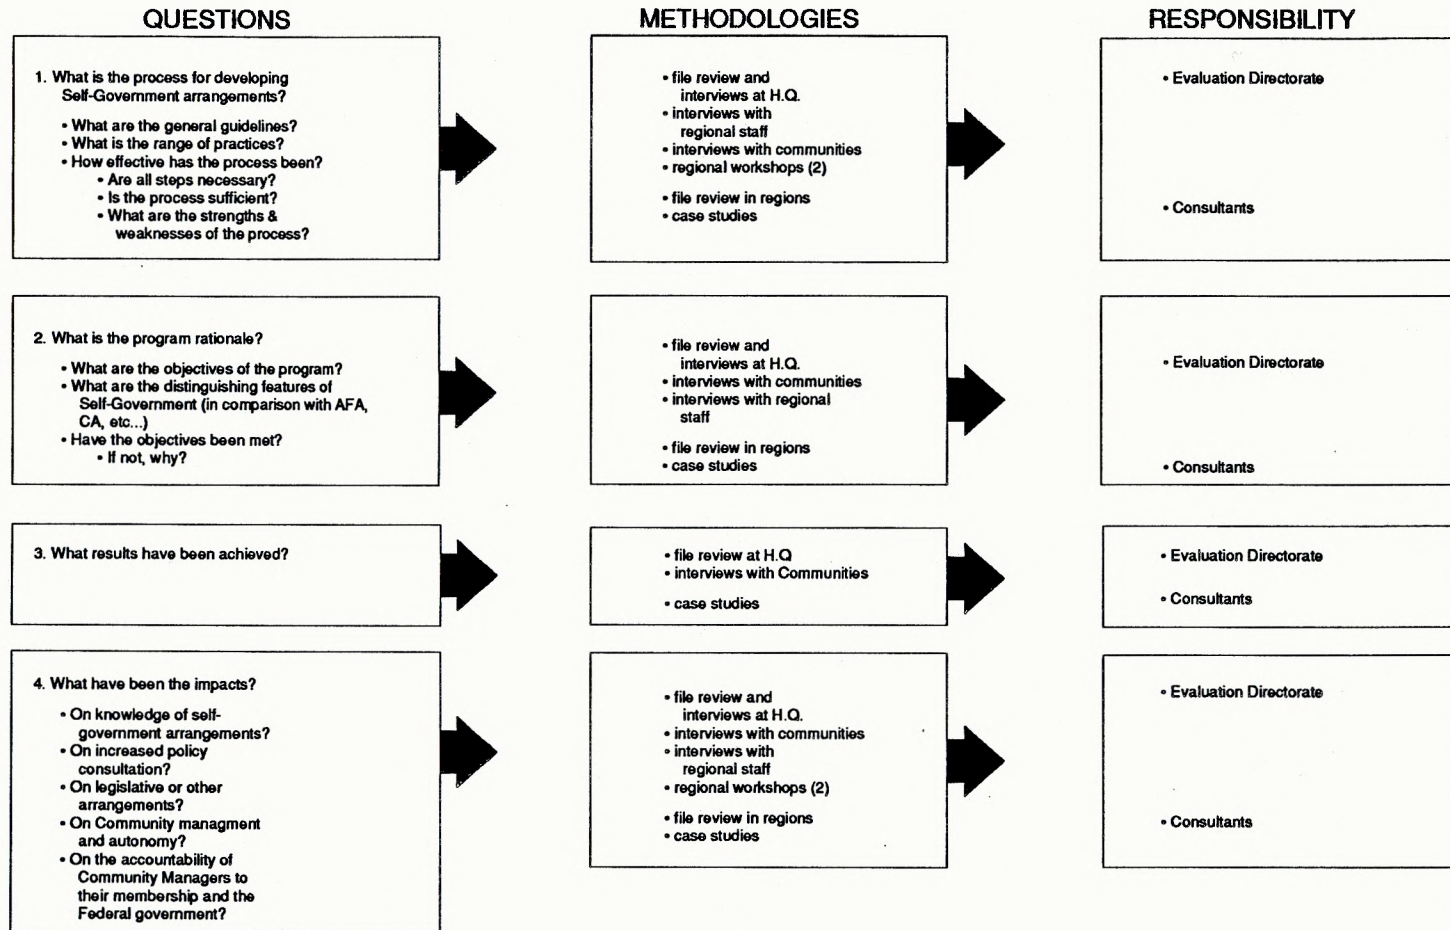 QUESTIONS
METHODOLOGIES
RESPONSIBILITY
1. What is the process for developing
Self-Government arrangements?
• What are the general guidelines?
• What is the range of practices?
• How effective has the process been?
• Are all steps necessary?
• Is the process sufficient?
• What are the strengths &
weaknesses of the process?
• file review and
interviews at H.Q.
• interviews with
regional staff
• interviews with communities
• regional workshops (2)
• file review in regions
• case studies
• Evaluation Directorate
• Consultants
2. What is the program rationale?
• What are the objectives of the program?
• What are the distinguishing features of
Self-Government (in comparison with AFA,
CA, etc...)
• Have the objectives been met?
• If not, why?
• file review and
interviews at H.Q.
• interviews with communities
• interviews with regional
staff
• file review in regions
• case studies
• Evaluation Directorate
• Consultants
3. What results have been achieved?
• file review at H.Q
• interviews with Communities
• case studies
• Evaluation Directorate
• Consultants
4. What have been the impacts?
• On knowledge of self-
government arrangements?
• On increased policy
consultation?
• On legislative or other
arrangements?
• On Community managment
and autonomy?
• On the accountability of
Community Managers to
their membership and the
Federal government?
• file review and
interviews at H.Q.
• interviews with communities
• interviews with
regional staff
• regional workshops (2)
• file review in regions
• case studies
• Evaluation Directorate
• Consultants